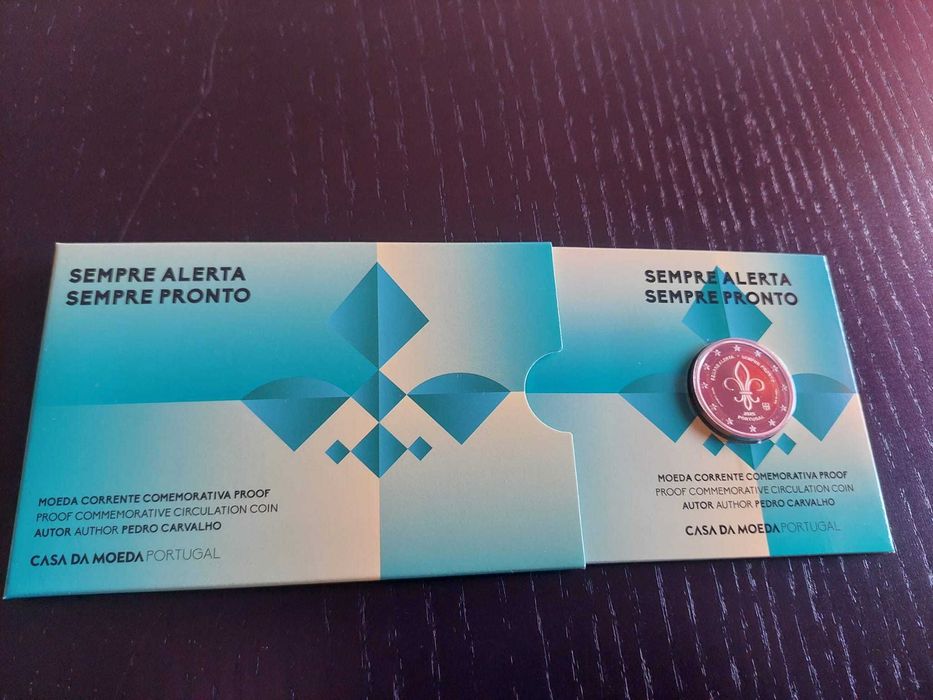 SEMPRE ALERTA
SEMPRE PRONTO
MOEDA CORRENTE COMEMORATIVA PROOF
PROOF COMMEMORATIVE CIRCULATION COIN
AUTOR AUTHOR PEDRO CARVALHO
CASA DA MOEDA PORTUGAL
SEMPRE ALERTA
SEMPRE PRONTO
2025
PORTUGAL
MOEDA CORRENTE COMEMORATIVA PROOF
PROOF COMMEMORATIVE CIRCULATION COIN
AUTOR AUTHOR PEDRO CARVALHO
CASA DA MOEDA PORTUGAL